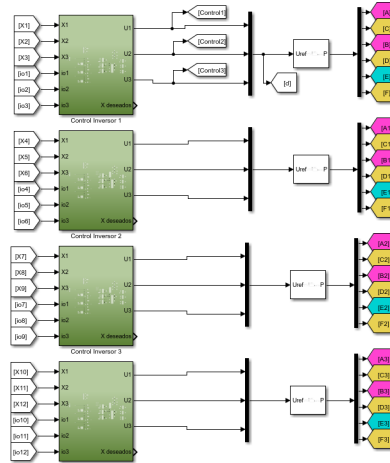 [X1] X1 U1 [Control1] [A
[X2] X2 U2 [Control2] [C
[X3] X3 U3 [Control3] [B
[io1] io1 Uref P [D
[io2] io2 [d] [E
[io3] io3 X deseados [F]
Control Inversor 1
[X4] X1 U1 [A1
[X5] X2 U2 [C1
[X6] X3 U3 [B1
[io4] io1 Uref P [D1
[io5] io2 [E1
[io6] io3 X deseados [F1
Control Inversor 2
[X7] X1 U1 [A2]
[X8] X2 U2 [C2]
[X9] X3 U3 [B2]
[io7] io1 Uref P [D2]
[io8] io2 [E2]
[io9] io3 X deseados [F2]
Control Inversor 3
[X10] X1 U1 [A3]
[X11] X2 U2 [C3]
[X12] X3 U3 [B3]
[io10] io1 Uref P [D3]
[io11] io2 [E3]
[io12] io3 X deseados [F3]